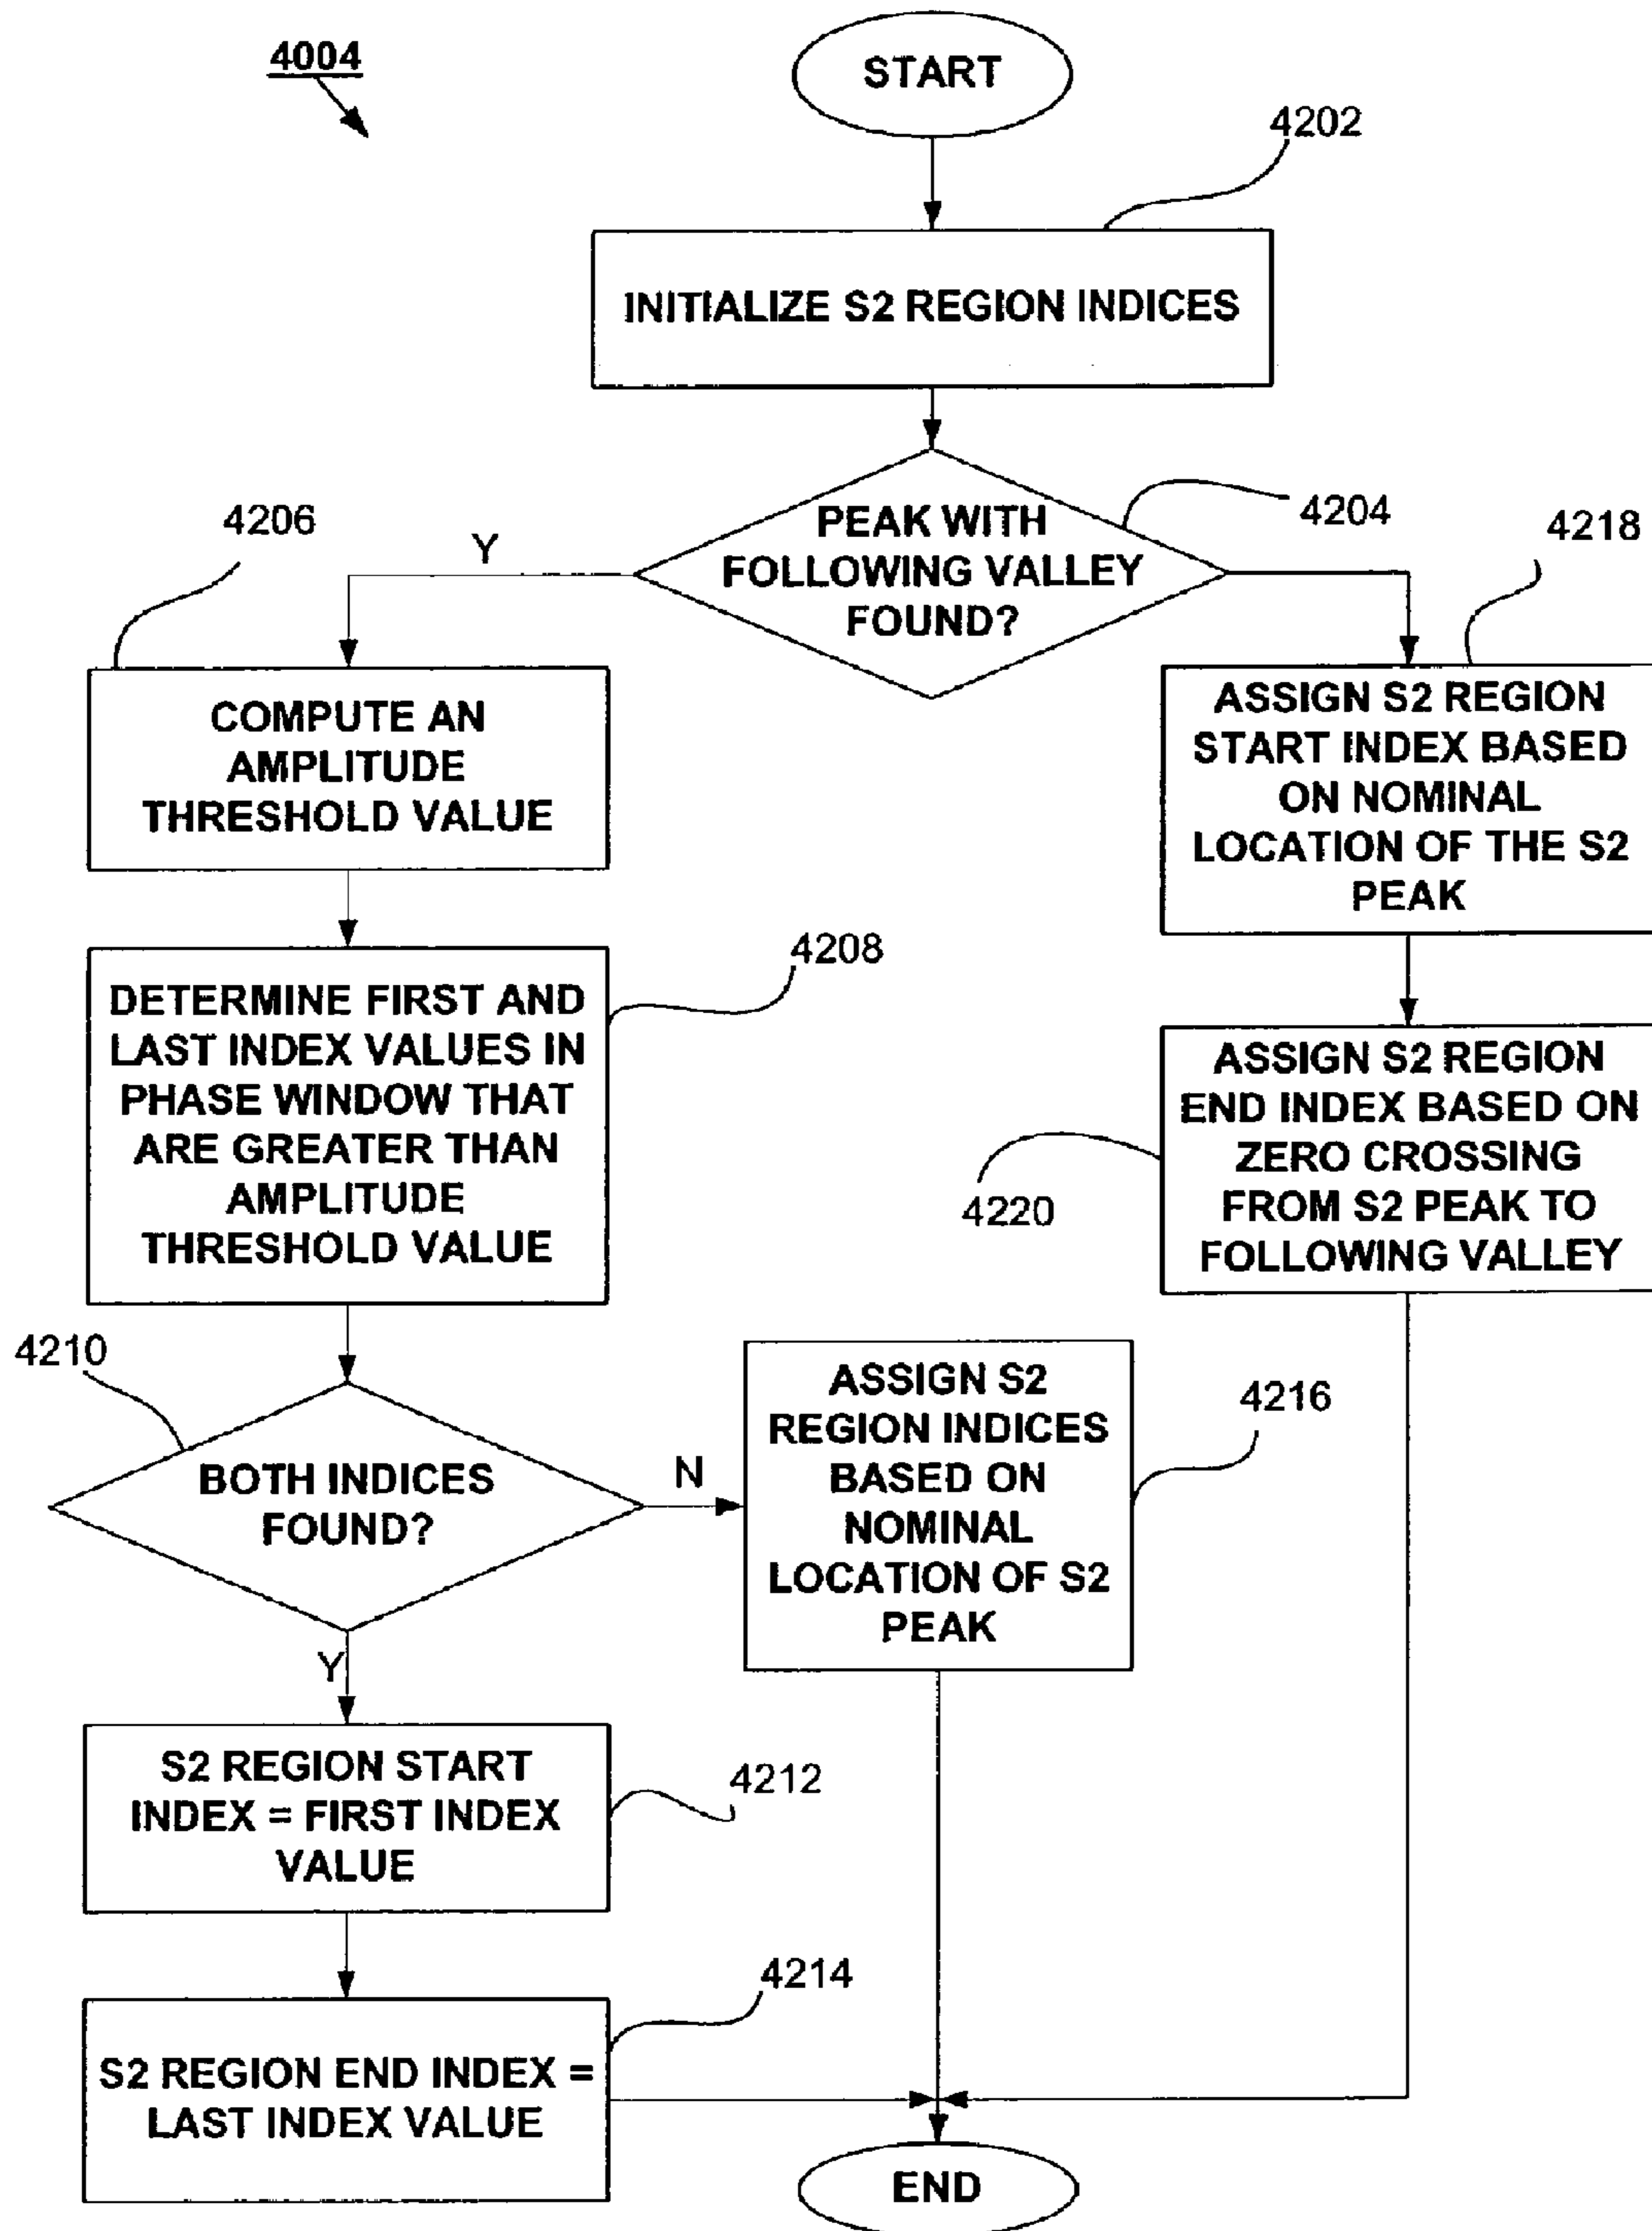 4004
START
4202
INITIALIZE S2 REGION INDICES
PEAK WITH
FOLLOWING VALLEY
FOUND?
4204
4218
4206
Y
COMPUTE AN
AMPLITUDE
THRESHOLD VALUE
ASSIGN S2 REGION
START INDEX BASED
ON NOMINAL
LOCATION OF THE S2
PEAK
4208
DETERMINE FIRST AND
LAST INDEX VALUES IN
PHASE WINDOW THAT
ARE GREATER THAN
AMPLITUDE
THRESHOLD VALUE
ASSIGN S2 REGION
END INDEX BASED ON
ZERO CROSSING
FROM S2 PEAK TO
FOLLOWING VALLEY
4220
4210
BOTH INDICES
FOUND?
N
ASSIGN S2
REGION INDICES
BASED ON
NOMINAL
LOCATION OF S2
PEAK
4216
Y
S2 REGION START
INDEX = FIRST INDEX
VALUE
4212
4214
S2 REGION END INDEX =
LAST INDEX VALUE
END